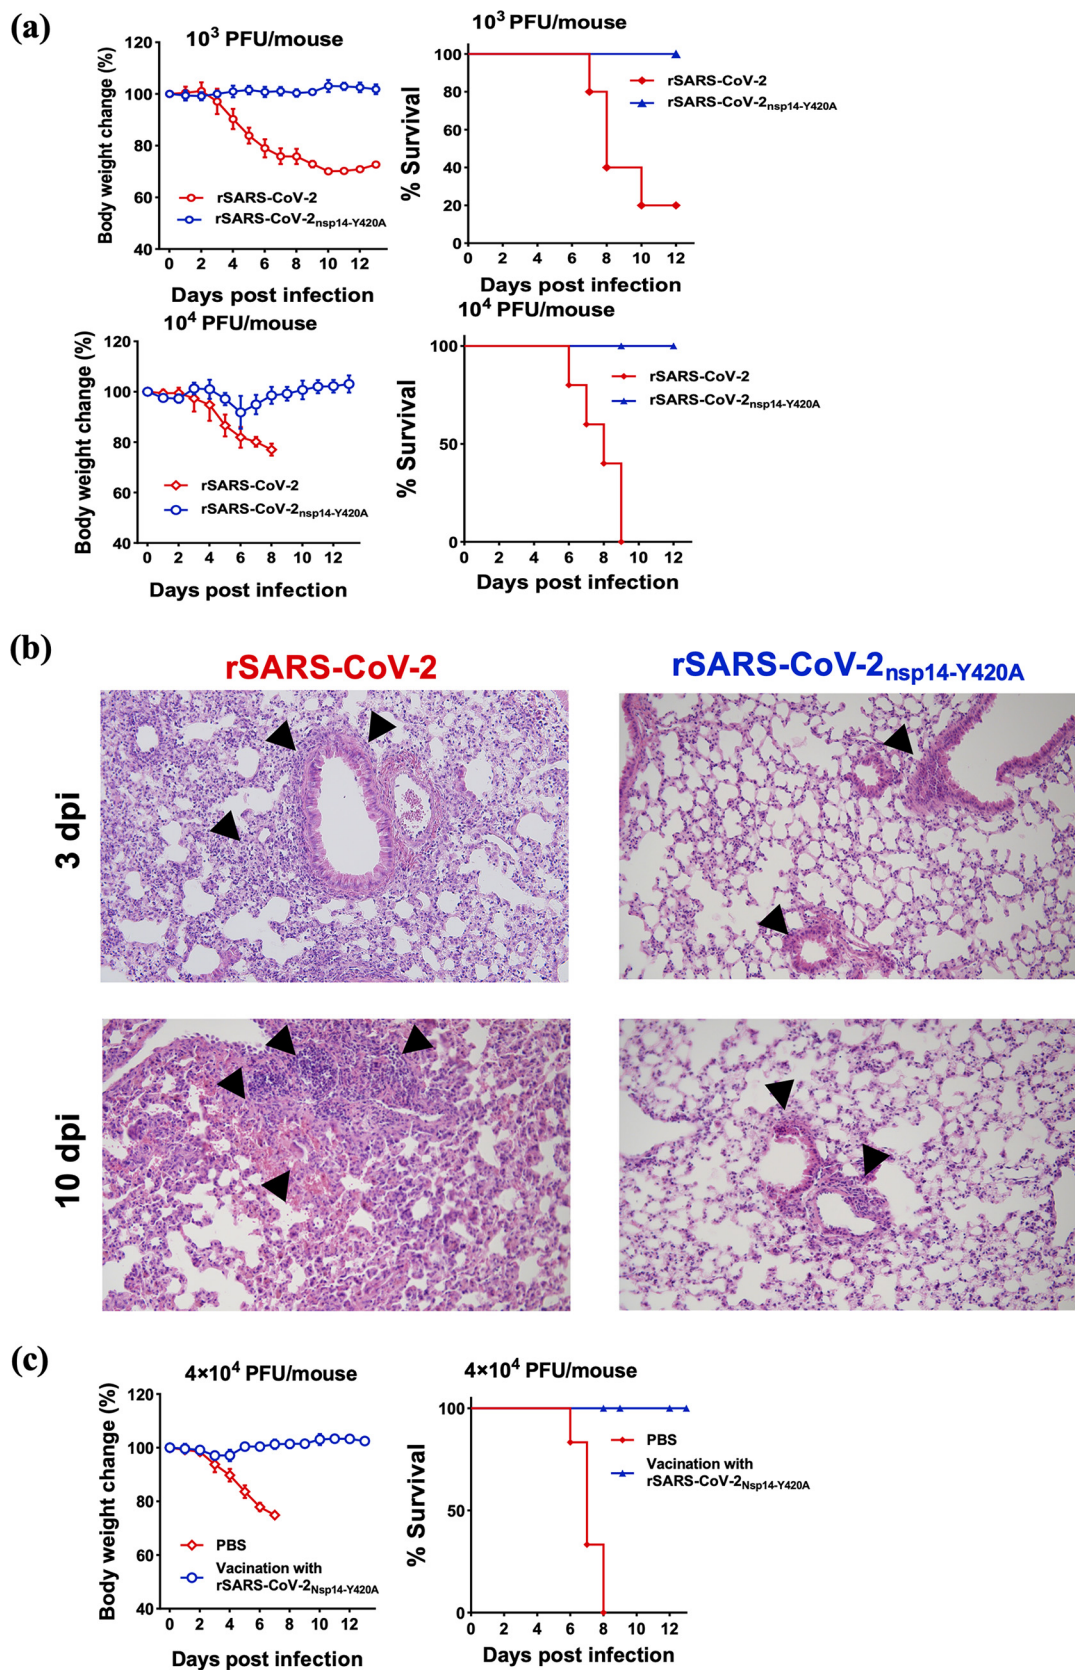 (a)
10³ PFU/mouse
Body weight change (%)
120
100
80
60
40
rSARS-CoV-2
rSARS-CoV-2nsp14-Y420A
0 2 4 6 8 10 12
Days post infection
10³ PFU/mouse
% Survival
100
80
60
40
20
0
rSARS-CoV-2
rSARS-CoV-2nsp14-Y420A
0 2 4 6 8 10 12
Days post infection
10⁴ PFU/mouse
Body weight change (%)
120
100
80
60
40
rSARS-CoV-2
rSARS-CoV-2nsp14-Y420A
0 2 4 6 8 10 12
Days post infection
10⁴ PFU/mouse
% Survival
100
50
0
rSARS-CoV-2
rSARS-CoV-2nsp14-Y420A
0 2 4 6 8 10 12
Days post infection
(b)
rSARS-CoV-2
rSARS-CoV-2nsp14-Y420A
3 dpi
10 dpi
(c)
4×10⁴ PFU/mouse
Body weight change (%)
120
100
80
60
40
PBS
Vacination with
rSARS-CoV-2Nsp14-Y420A
0 2 4 6 8 10 12
Days post infection
4×10⁴ PFU/mouse
% Survival
100
50
0
PBS
Vacination with
rSARS-CoV-2Nsp14-Y420A
0 2 4 6 8 10 12
Days post infection